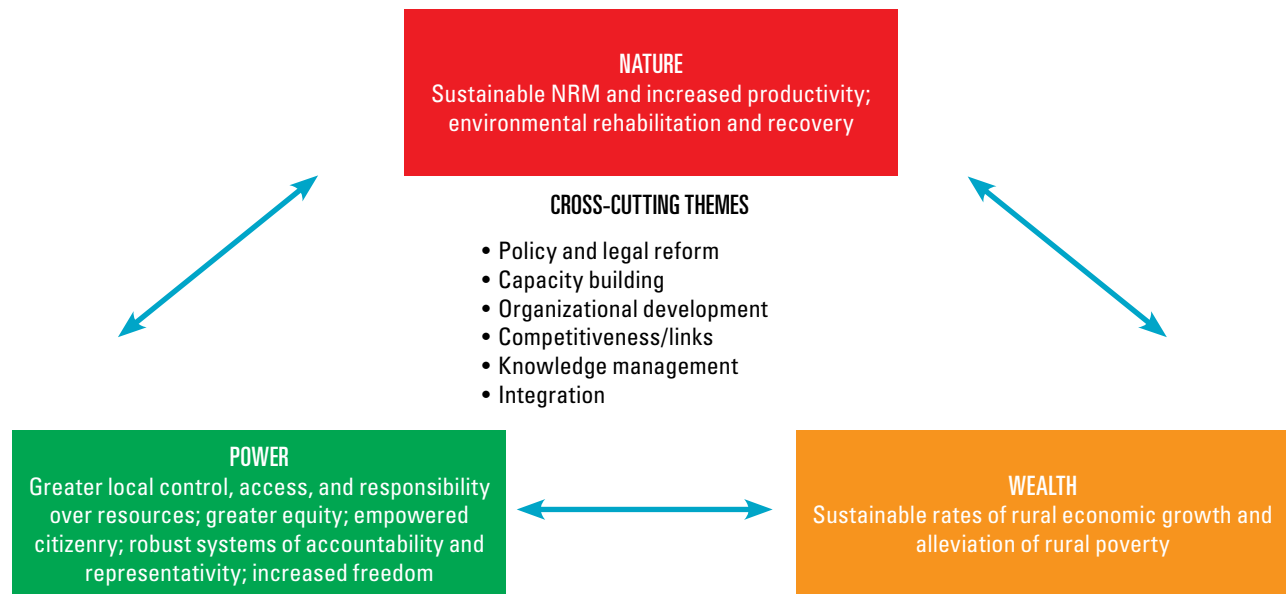 NATURE
Sustainable NRM and increased productivity;
environmental rehabilitation and recovery
CROSS-CUTTING THEMES
• Policy and legal reform
• Capacity building
• Organizational development
• Competitiveness/links
• Knowledge management
• Integration
POWER
Greater local control, access, and responsibility
over resources; greater equity; empowered
citizenry; robust systems of accountability and
representativity; increased freedom
WEALTH
Sustainable rates of rural economic growth and
alleviation of rural poverty